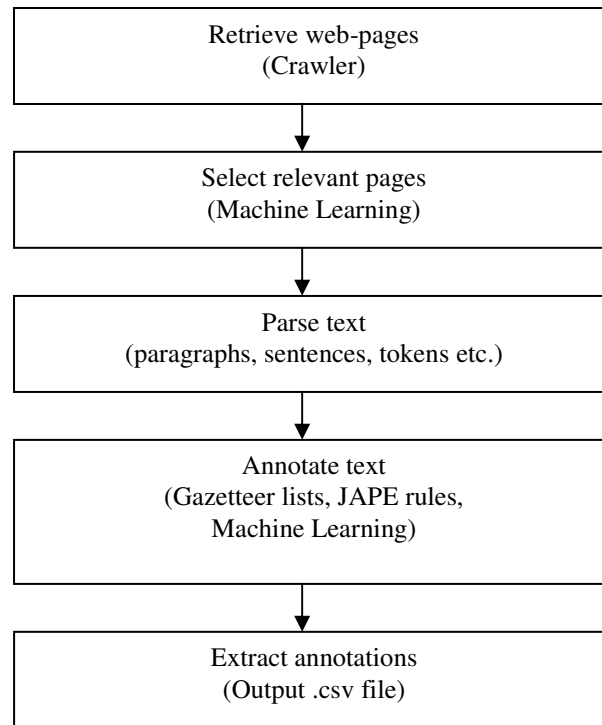 Retrieve web-pages
(Crawler)
Select relevant pages
(Machine Learning)
Parse text
(paragraphs, sentences, tokens etc.)
Annotate text
(Gazetteer lists, JAPE rules,
Machine Learning)
Extract annotations
(Output .csv file)